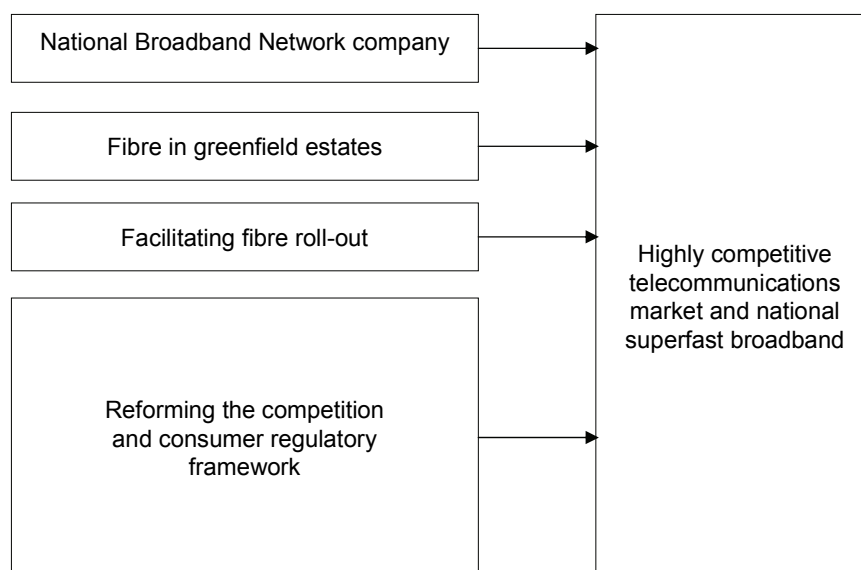 National Broadband Network company
Fibre in greenfield estates
Facilitating fibre roll-out
Reforming the competition
and consumer regulatory
framework
Highly competitive
telecommunications
market and national
superfast broadband